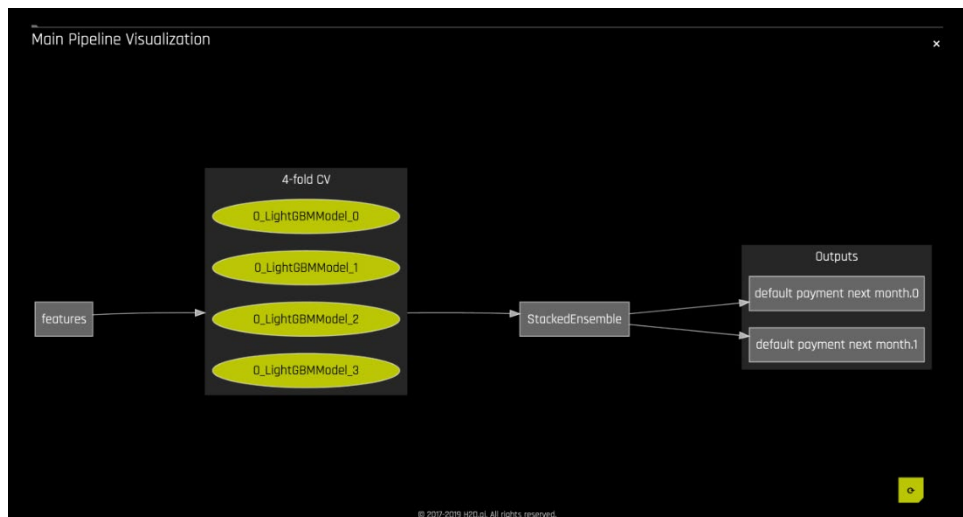 Main Pipeline Visualization
×
4-fold CV
0_LightGBMModel_0
0_LightGBMModel_1
0_LightGBMModel_2
0_LightGBMModel_3
features
StackedEnsemble
Outputs
default payment next month.0
default payment next month.1
© 2017-2019 H2O.ai. All rights reserved.